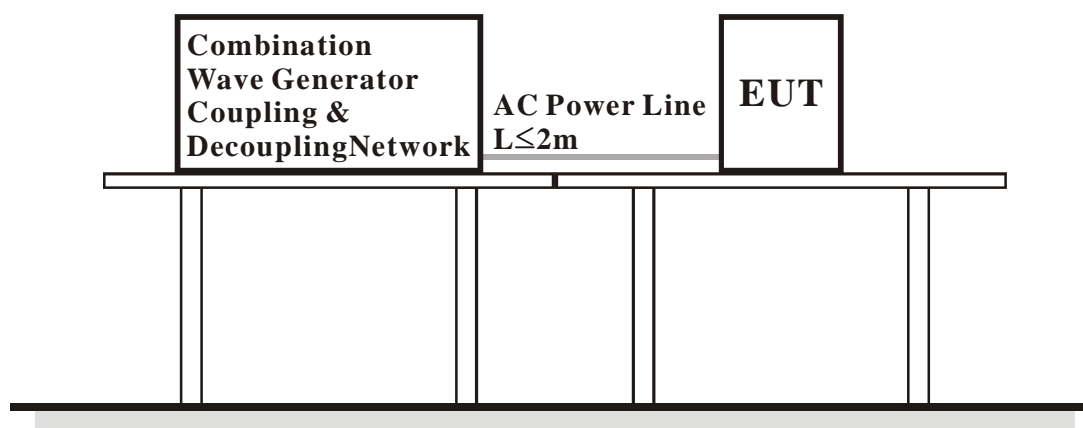 Combination
Wave Generator
Coupling &
DecouplingNetwork
AC Power Line
L≤2m
EUT